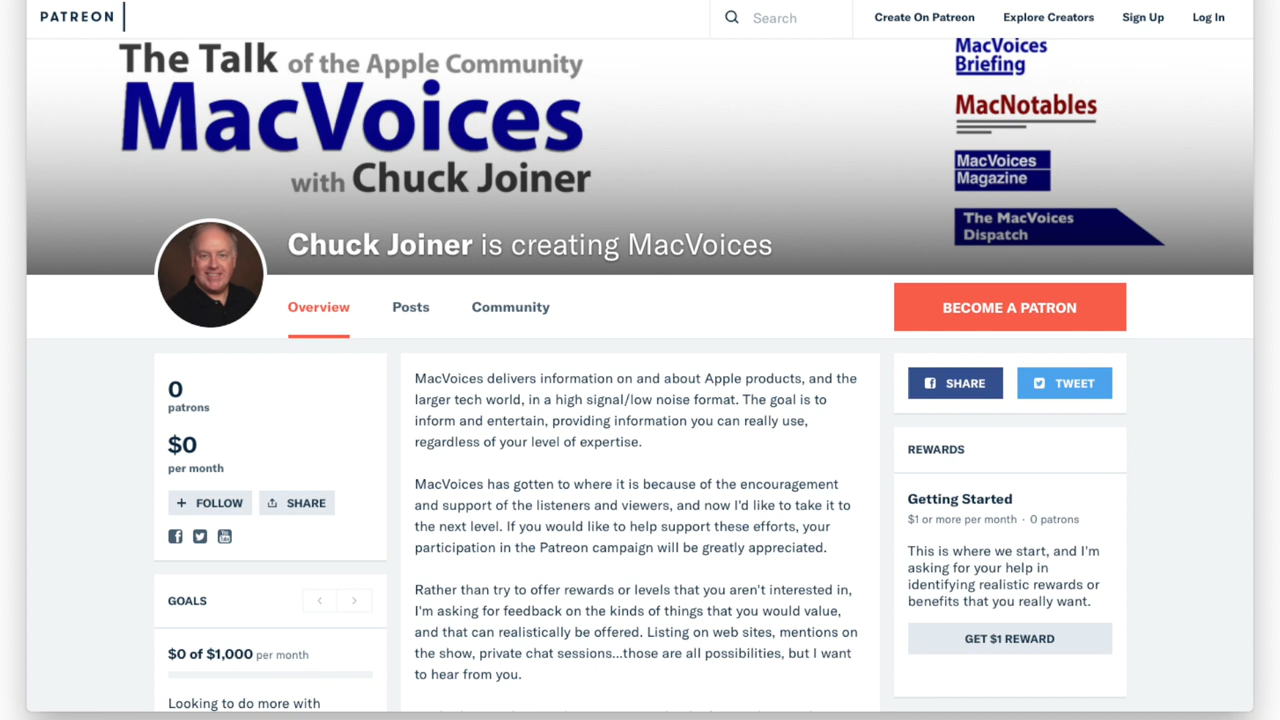 PATREON
Search
Create On Patreon
Explore Creators
Sign Up
Log In
The Talk of the Apple Community
MacVoices
with Chuck Joiner
MacVoices
Briefing
MacNotables
MacVoices
Magazine
The MacVoices
Dispatch
Chuck Joiner is creating MacVoices
Overview
Posts
Community
BECOME A PATRON
0
patrons
$0
per month
+ FOLLOW
SHARE
GOALS
$0 of $1,000 per month
Looking to do more with
MacVoices delivers information on and about Apple products, and the
larger tech world, in a high signal/low noise format. The goal is to
inform and entertain, providing information you can really use,
regardless of your level of expertise.
MacVoices has gotten to where it is because of the encouragement
and support of the listeners and viewers, and now I'd like to take it to
the next level. If you would like to help support these efforts, your
participation in the Patreon campaign will be greatly appreciated.
Rather than try to offer rewards or levels that you aren't interested in,
I'm asking for feedback on the kinds of things that you would value,
and that can realistically be offered. Listing on web sites, mentions on
the show, private chat sessions...those are all possibilities, but I want
to hear from you.
SHARE
TWEET
REWARDS
Getting Started
$1 or more per month · 0 patrons
This is where we start, and I'm
asking for your help in
identifying realistic rewards or
benefits that you really want.
GET $1 REWARD